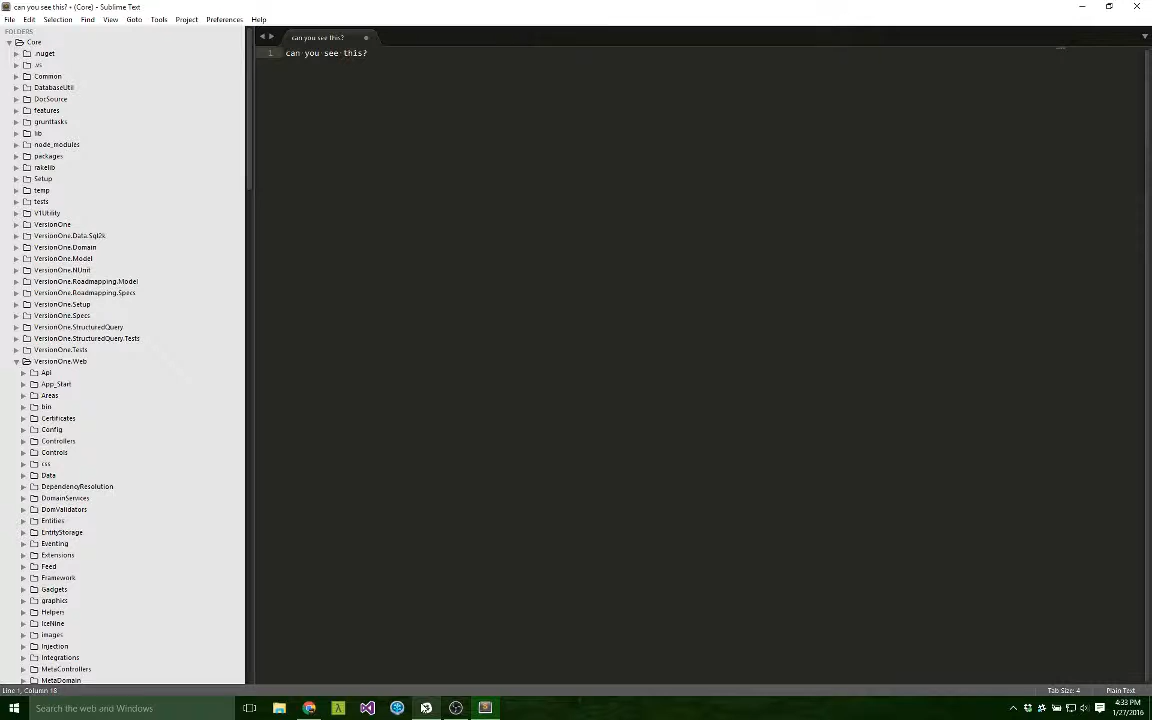 can you see this? • (Core) - Sublime Text
File Edit Selection Find View Goto Tools Project Preferences Help
FOLDERS
Core
.nuget
.vs
Common
DatabaseUtil
DocSource
features
grunttasks
lib
node_modules
packages
rakelib
Setup
temp
tests
V1Utility
VersionOne
VersionOne.Data.Sql2k
VersionOne.Domain
VersionOne.Model
VersionOne.NUnit
VersionOne.Roadmapping.Model
VersionOne.Roadmapping.Specs
VersionOne.Setup
VersionOne.Specs
VersionOne.StructuredQuery
VersionOne.StructuredQuery.Tests
VersionOne.Tests
VersionOne.Web
Api
App_Start
Areas
bin
Certificates
Config
Controllers
Controls
css
Data
DependencyResolution
DomainServices
DomValidators
Entities
EntityStorage
Eventing
Extensions
Feed
Framework
Gadgets
graphics
Helpers
IceNine
images
Injection
Integrations
MetaControllers
MetaDomain
can you see this?
1 can you see this?
Line 1, Column 18
Tab Size: 4 Plain Text
Search the web and Windows
4:33 PM
1/27/2016